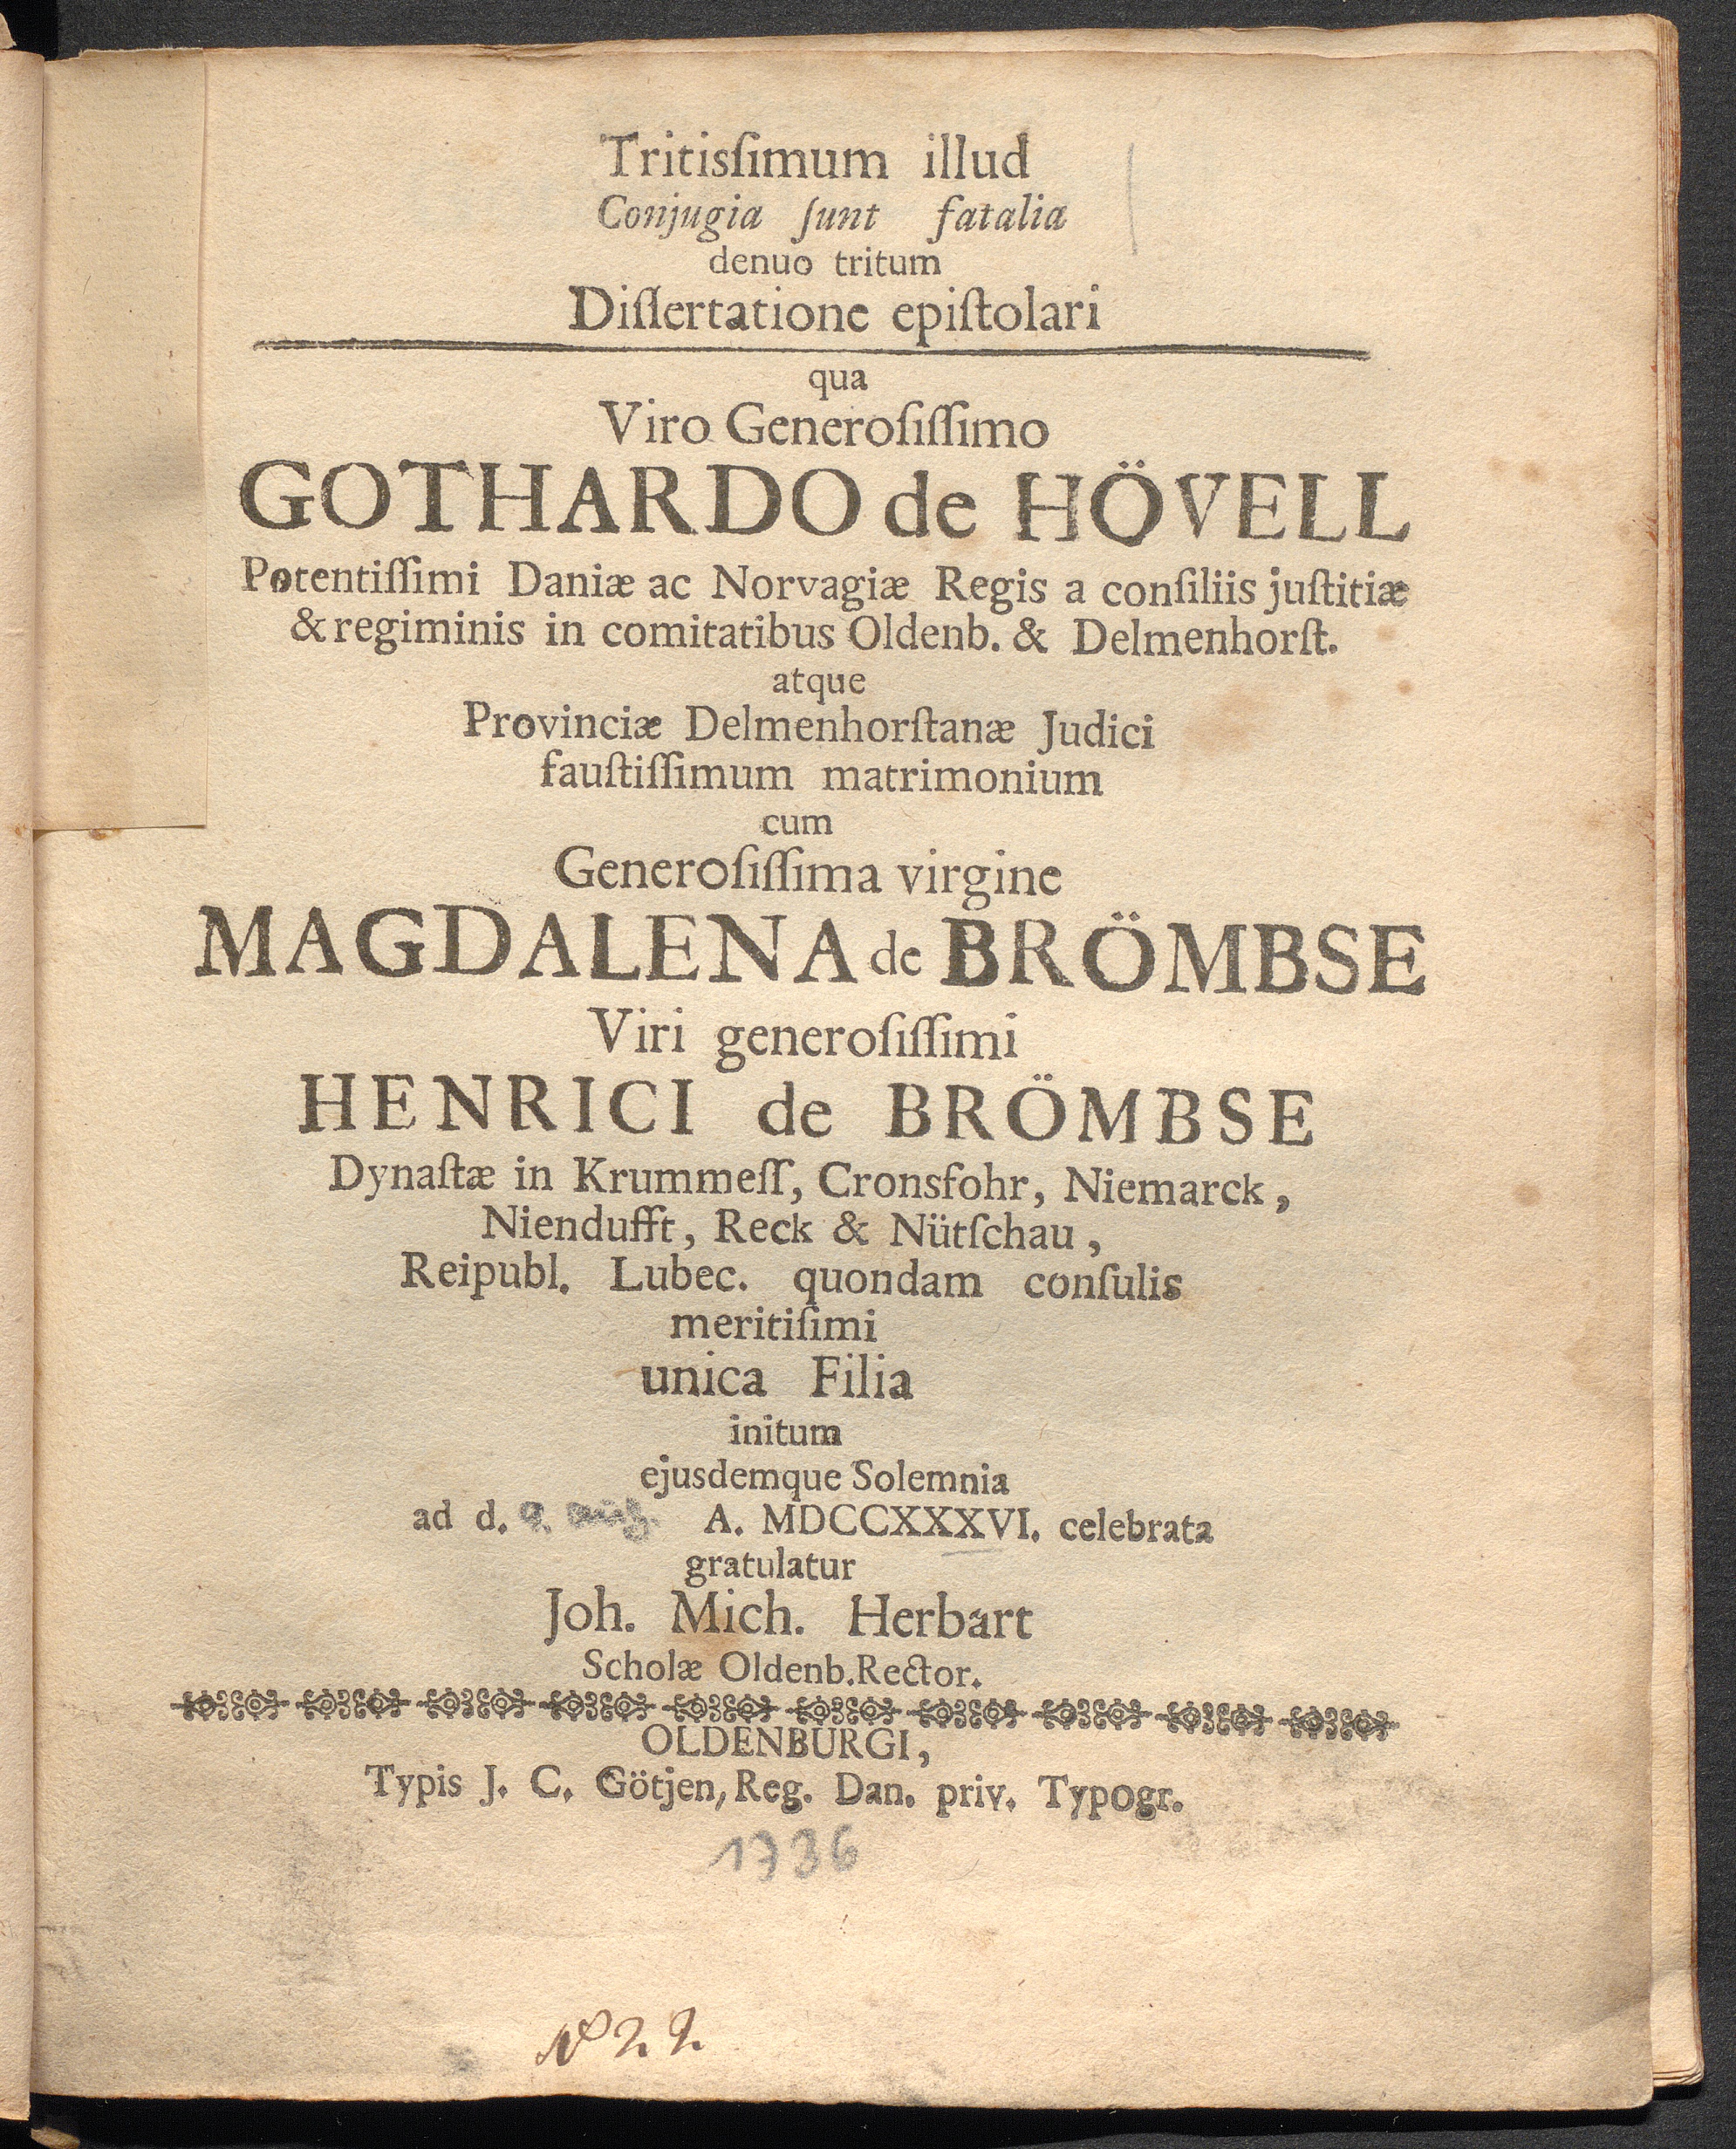 Tritisſimum illud
Conjugia ſunt fatalia
denuo tritum
Diſſertatione epiſtolari
qua
Viro Generoſiſſimo
GOTHARDO de HÖVELL
Potentiſſimi Daniæ ac Norvagiæ Regis a conſiliis juſtitiæ
& regiminis in comitatibus Oldenb. & Delmenhorſt.
atque
Provinciæ Delmenhorſtanæ Judici
fauſtiſſimum matrimonium
cum
Generoſiſſima virgine
MAGDALENA de BRÖMBSE
Viri generoſiſſimi
HENRICI de BRÖMBSE
Dynaſtæ in Krummeſſ, Cronsfohr, Niemarck,
Niendufft, Reck & Nütſchau,
Reipubl. Lubec. quondam conſulis
meritiſimi
unica Filia
initum
ejusdemque Solemnia
ad d. A. MDCCXXXVI. celebrata
gratulatur
Joh. Mich. Herbart
Scholæ Oldenb. Rector.
OLDENBURGI,
Typis J. C. Götjen, Reg. Dan. priv. Typogr.
1736